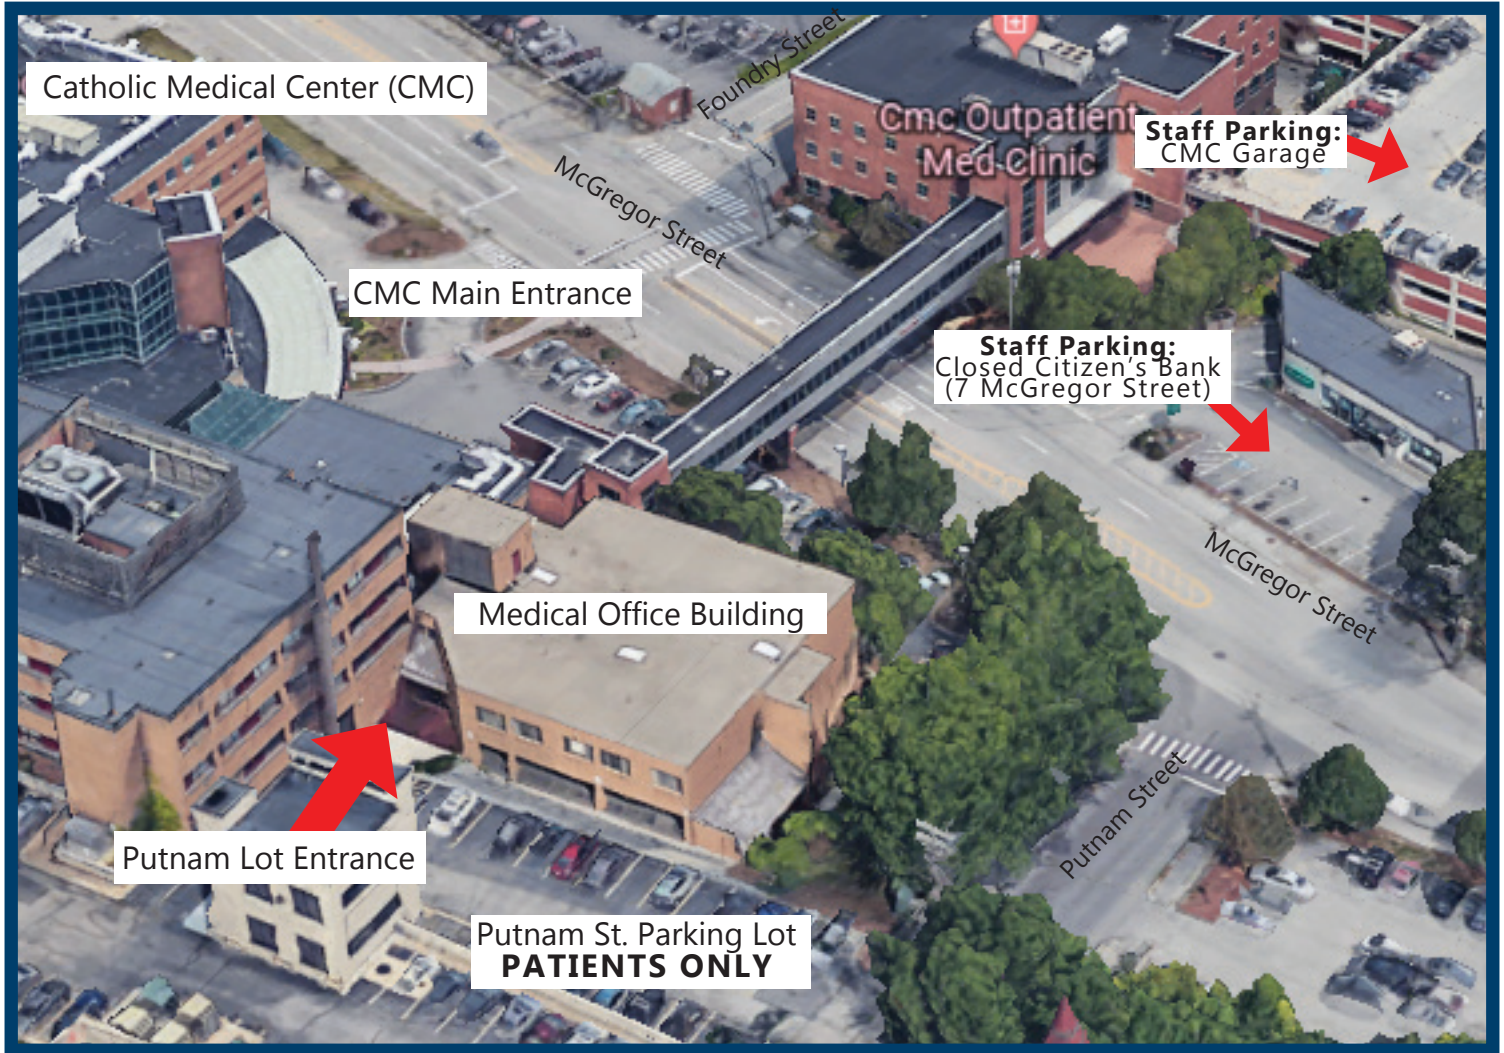 Foundry Street
Catholic Medical Center (CMC)
Cmc Outpatient
Med Clinic
Staff Parking:
CMC Garage
McGregor Street
CMC Main Entrance
Staff Parking:
Closed Citizen's Bank
(7 McGregor Street)
McGregor Street
Medical Office Building
Putnam Street
Putnam Lot Entrance
Putnam St. Parking Lot
PATIENTS ONLY